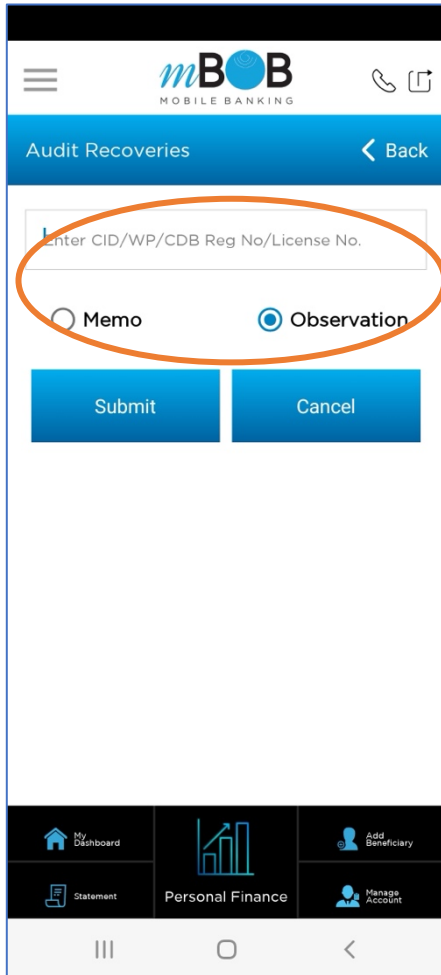 mBOB
MOBILE BANKING
Audit Recoveries
Back
Enter CID/WP/CDB Reg No/License No.
Memo
Observation
Submit
Cancel
My Dashboard
Add Beneficiary
Statement
Personal Finance
Manage Account